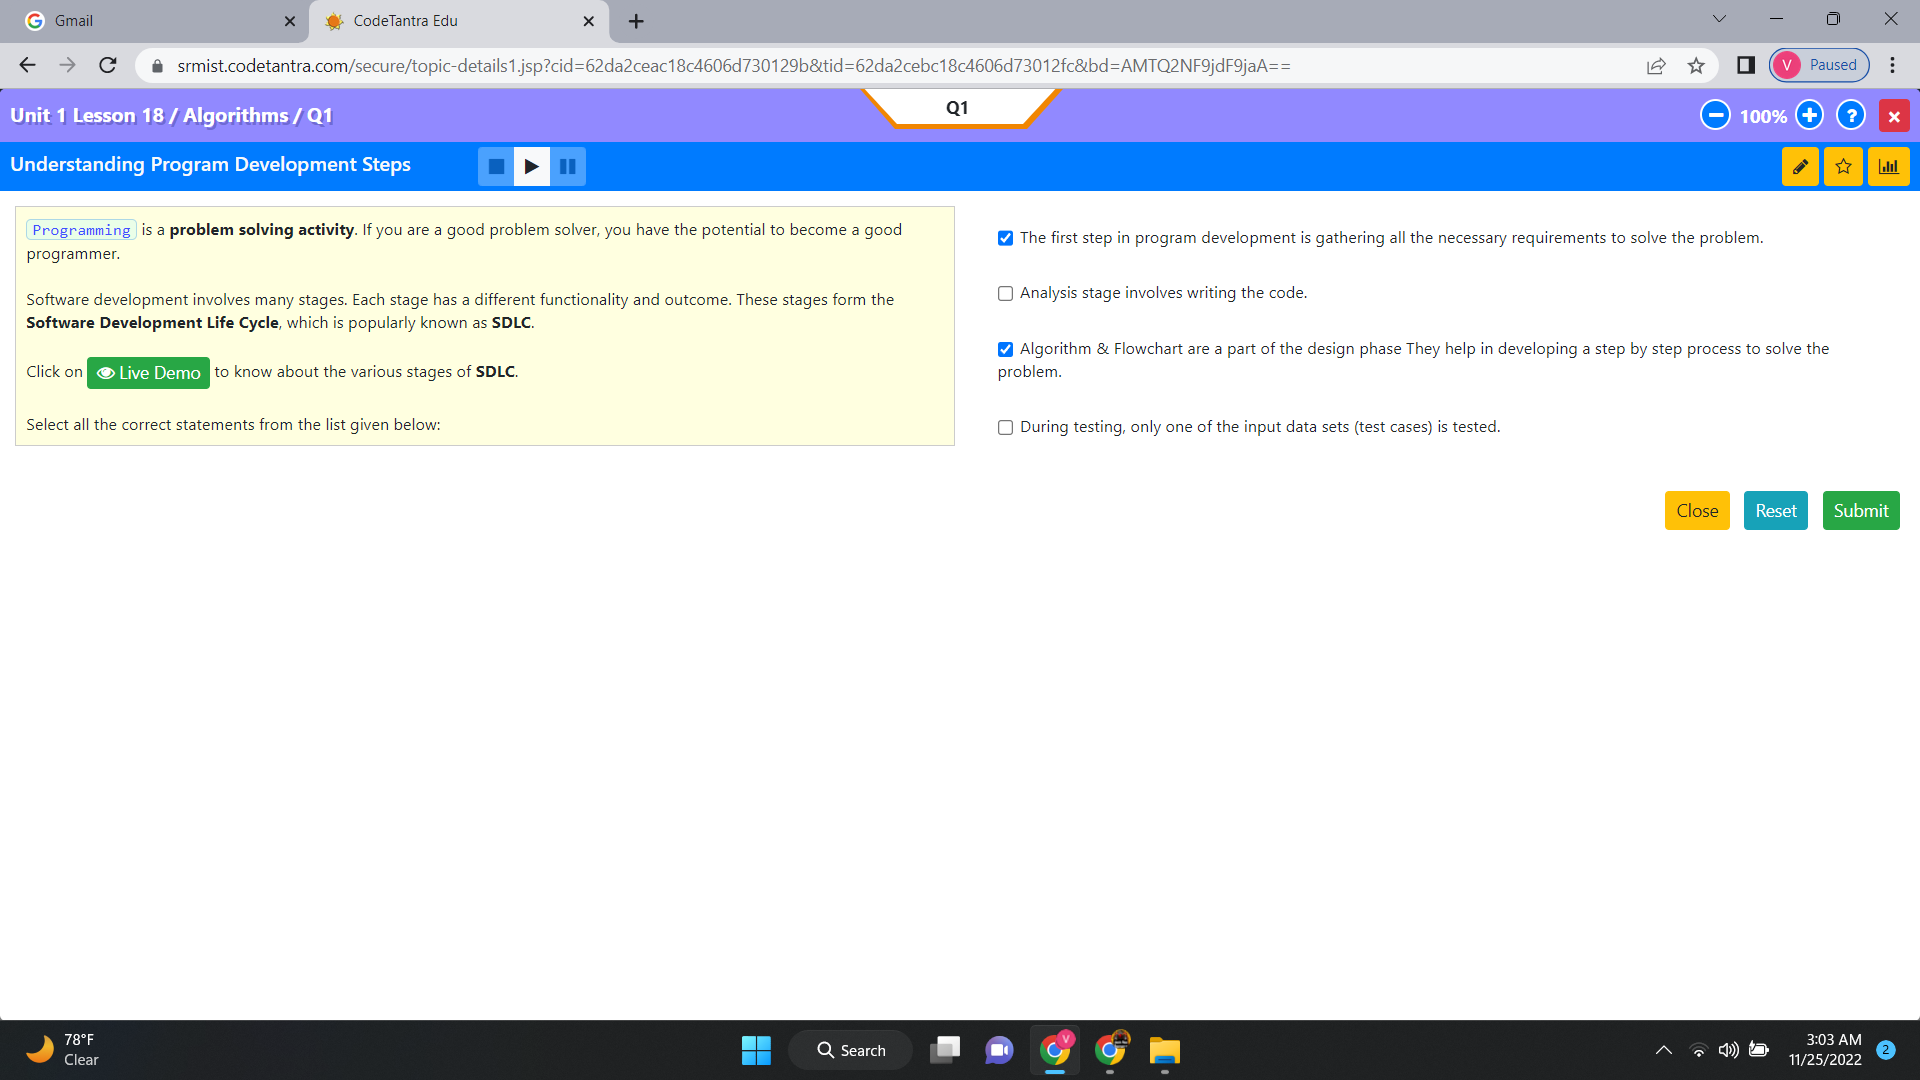 Gmail
CodeTantra Edu
srmist.codetantra.com/secure/topic-details1.jsp?cid=62da2ceac18c4606d730129b&tid=62da2cebc18c4606d73012fc&bd=AMTQ2NF9jdF9jaA==
V Paused
Unit 1 Lesson 18 / Algorithms / Q1
Q1
100%
?
Understanding Program Development Steps
Programming is a problem solving activity. If you are a good problem solver, you have the potential to become a good
programmer.
Software development involves many stages. Each stage has a different functionality and outcome. These stages form the
Software Development Life Cycle, which is popularly known as SDLC.
Click on Live Demo to know about the various stages of SDLC.
Select all the correct statements from the list given below:
The first step in program development is gathering all the necessary requirements to solve the problem.
Analysis stage involves writing the code.
Algorithm & Flowchart are a part of the design phase They help in developing a step by step process to solve the
problem.
During testing, only one of the input data sets (test cases) is tested.
Close
Reset
Submit
78°F
Clear
Search
V
3:03 AM
11/25/2022
2